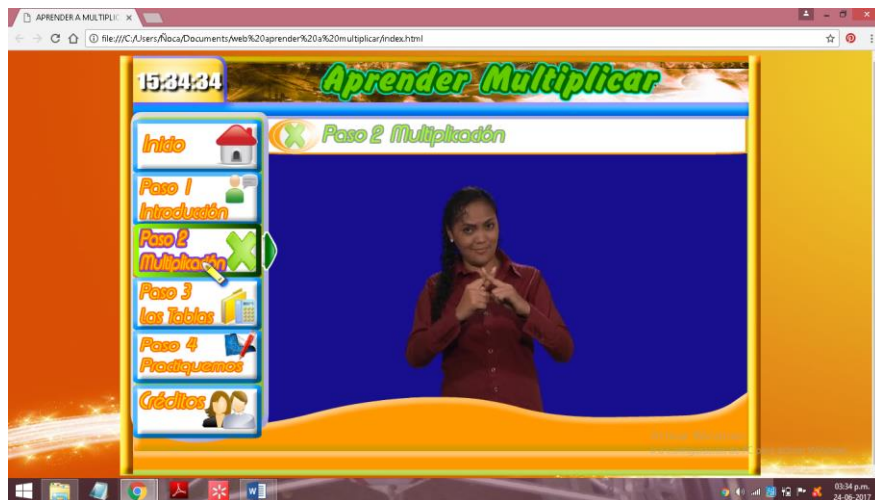 APRENDER A MULTIPLIC
file:///C:/Users/Ñoca/Documents/web%20aprender%20a%20multiplicar/index.html
15:34:34
Aprender Multiplicar
Inicio
Paso 2 Multiplicación
Paso 1
Introducción
Paso 2
Multiplicación
Paso 3
Las Tablas
Paso 4
Practiquemos
Créditos
03:34 p.m.
24-06-2017